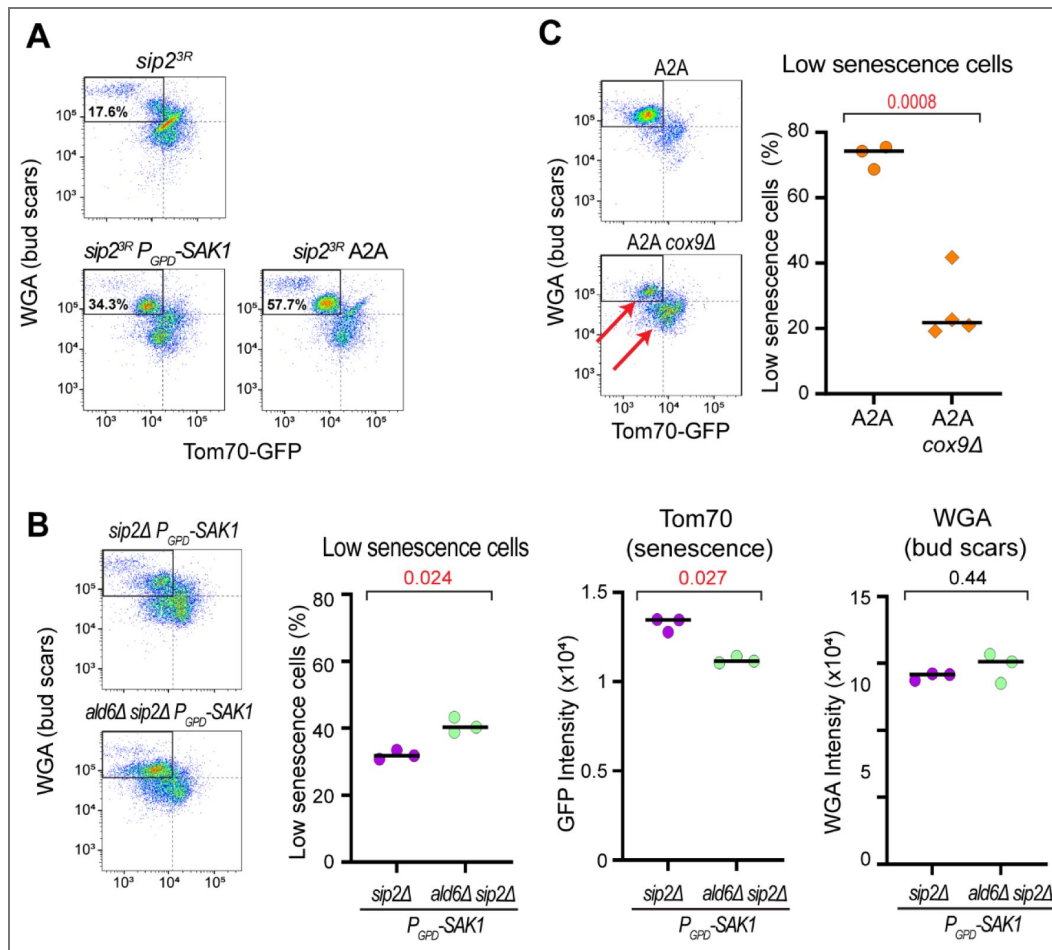 A
sip2³ᴿ
17.6%
10⁵
10⁴
10³
sip2³ᴿ P_GPD-SAK1
34.3%
10⁵
10⁴
10³
10³ 10⁴ 10⁵
sip2³ᴿ A2A
57.7%
10⁵
10⁴
10³
10³ 10⁴ 10⁵
WGA (bud scars)
Tom70-GFP
C
A2A
10⁵
10⁴
10³
A2A cox9Δ
10⁵
10⁴
10³
10³ 10⁴ 10⁵
WGA (bud scars)
Tom70-GFP
Low senescence cells
0.0008
Low senescence cells (%)
80
60
40
20
0
A2A
A2A
cox9Δ
B
sip2Δ P_GPD-SAK1
10⁵
10⁴
10³
ald6Δ sip2Δ P_GPD-SAK1
10⁵
10⁴
10³
10³ 10⁴ 10⁵
WGA (bud scars)
Low senescence cells
0.024
Low senescence cells (%)
80
60
40
20
0
sip2Δ ald6Δ sip2Δ
P_GPD-SAK1
Tom70
(senescence)
0.027
GFP Intensity (x10⁴)
1.5
1
1.5
0
sip2Δ ald6Δ sip2Δ
P_GPD-SAK1
WGA
(bud scars)
0.44
WGA Intensity (x10⁴)
15
10
5
0
sip2Δ ald6Δ sip2Δ
P_GPD-SAK1